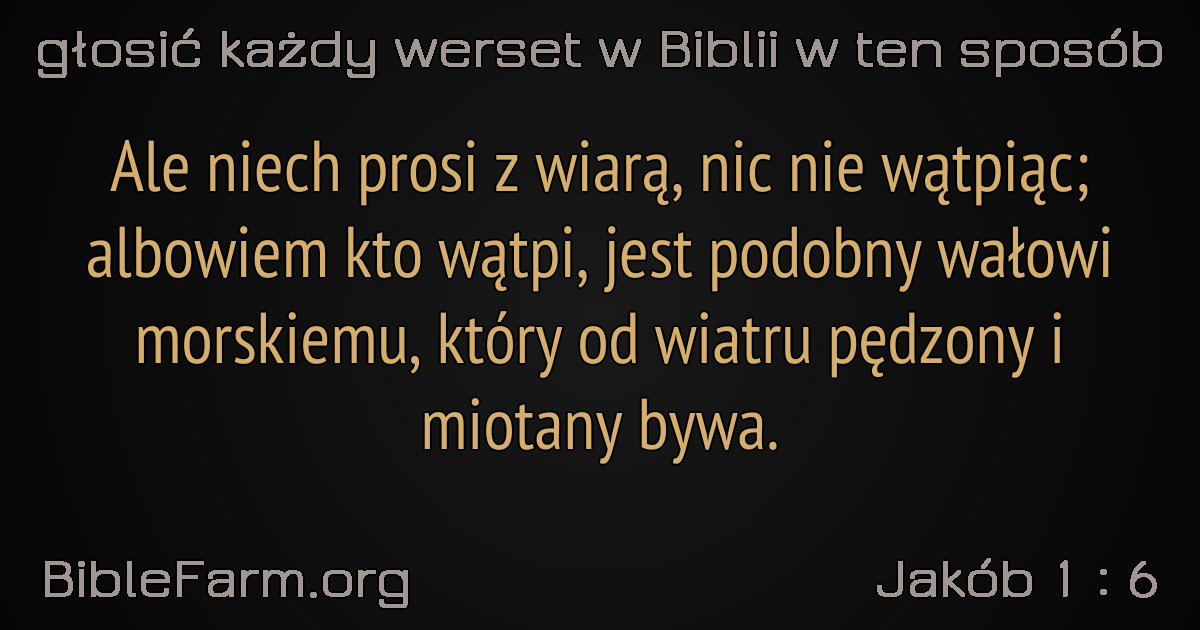 głosić każdy werset w Biblii w ten sposób
Ale niech prosi z wiarą, nic nie wątpiąc;
albowiem kto wątpi, jest podobny wałowi
morskiemu, który od wiatru pędzony i
miotany bywa.
BibleFarm.org
Jakób 1 : 6